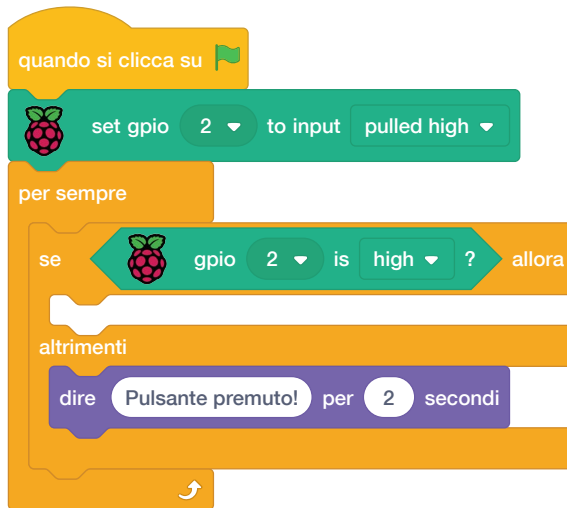 quando si clicca su
set gpio 2 to input pulled high
per sempre
se gpio 2 is high ? allora
altrimenti
dire Pulsante premuto! per 2 secondi